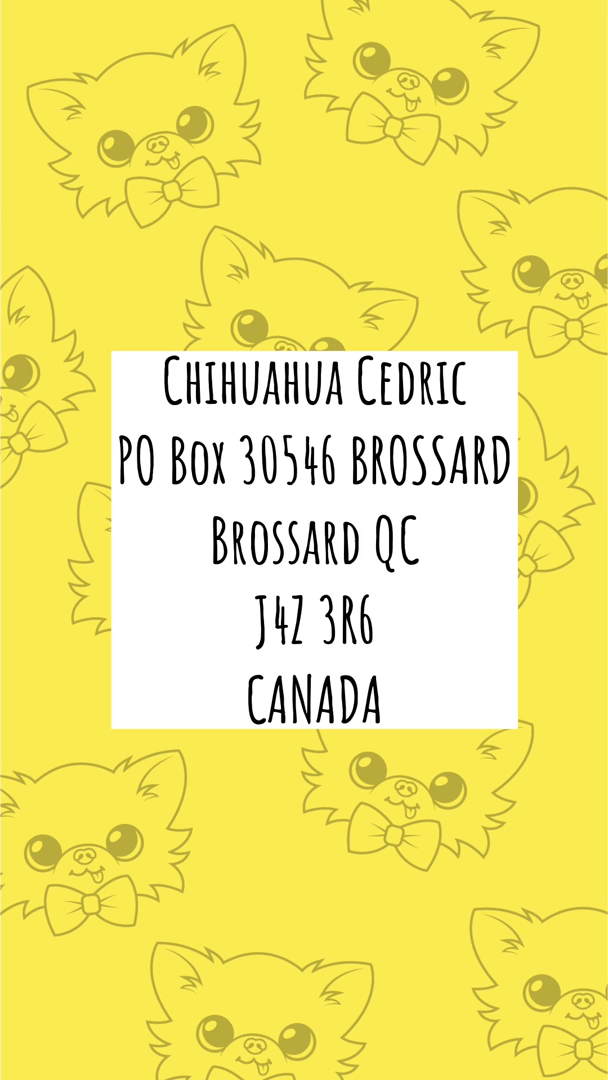 Chihuahua Cedric
PO Box 30546 BROSSARD
Brossard QC
J4Z 3R6
CANADA